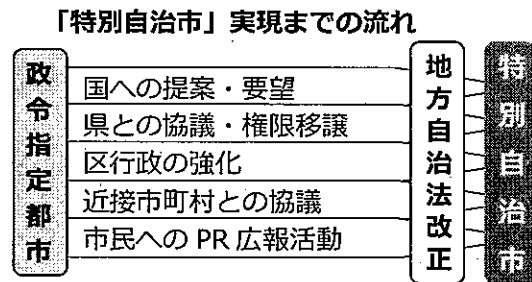 「特別自治市」実現までの流れ
政令指定都市
国への提案・要望
県との協議・権限移譲
区行政の強化
近接市町村との協議
市民へのPR広報活動
地方自治法改正
特別自治市